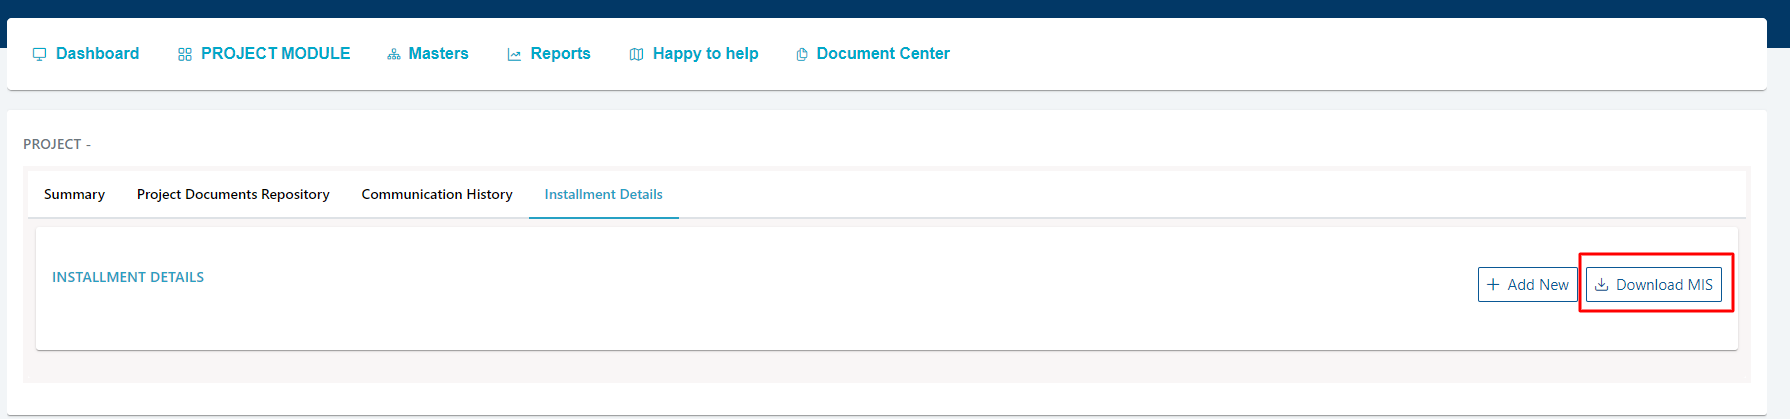 Dashboard PROJECT MODULE Masters Reports Happy to help Document Center
PROJECT -
Summary Project Documents Repository Communication History Installment Details
INSTALLMENT DETAILS
Add New Download MIS